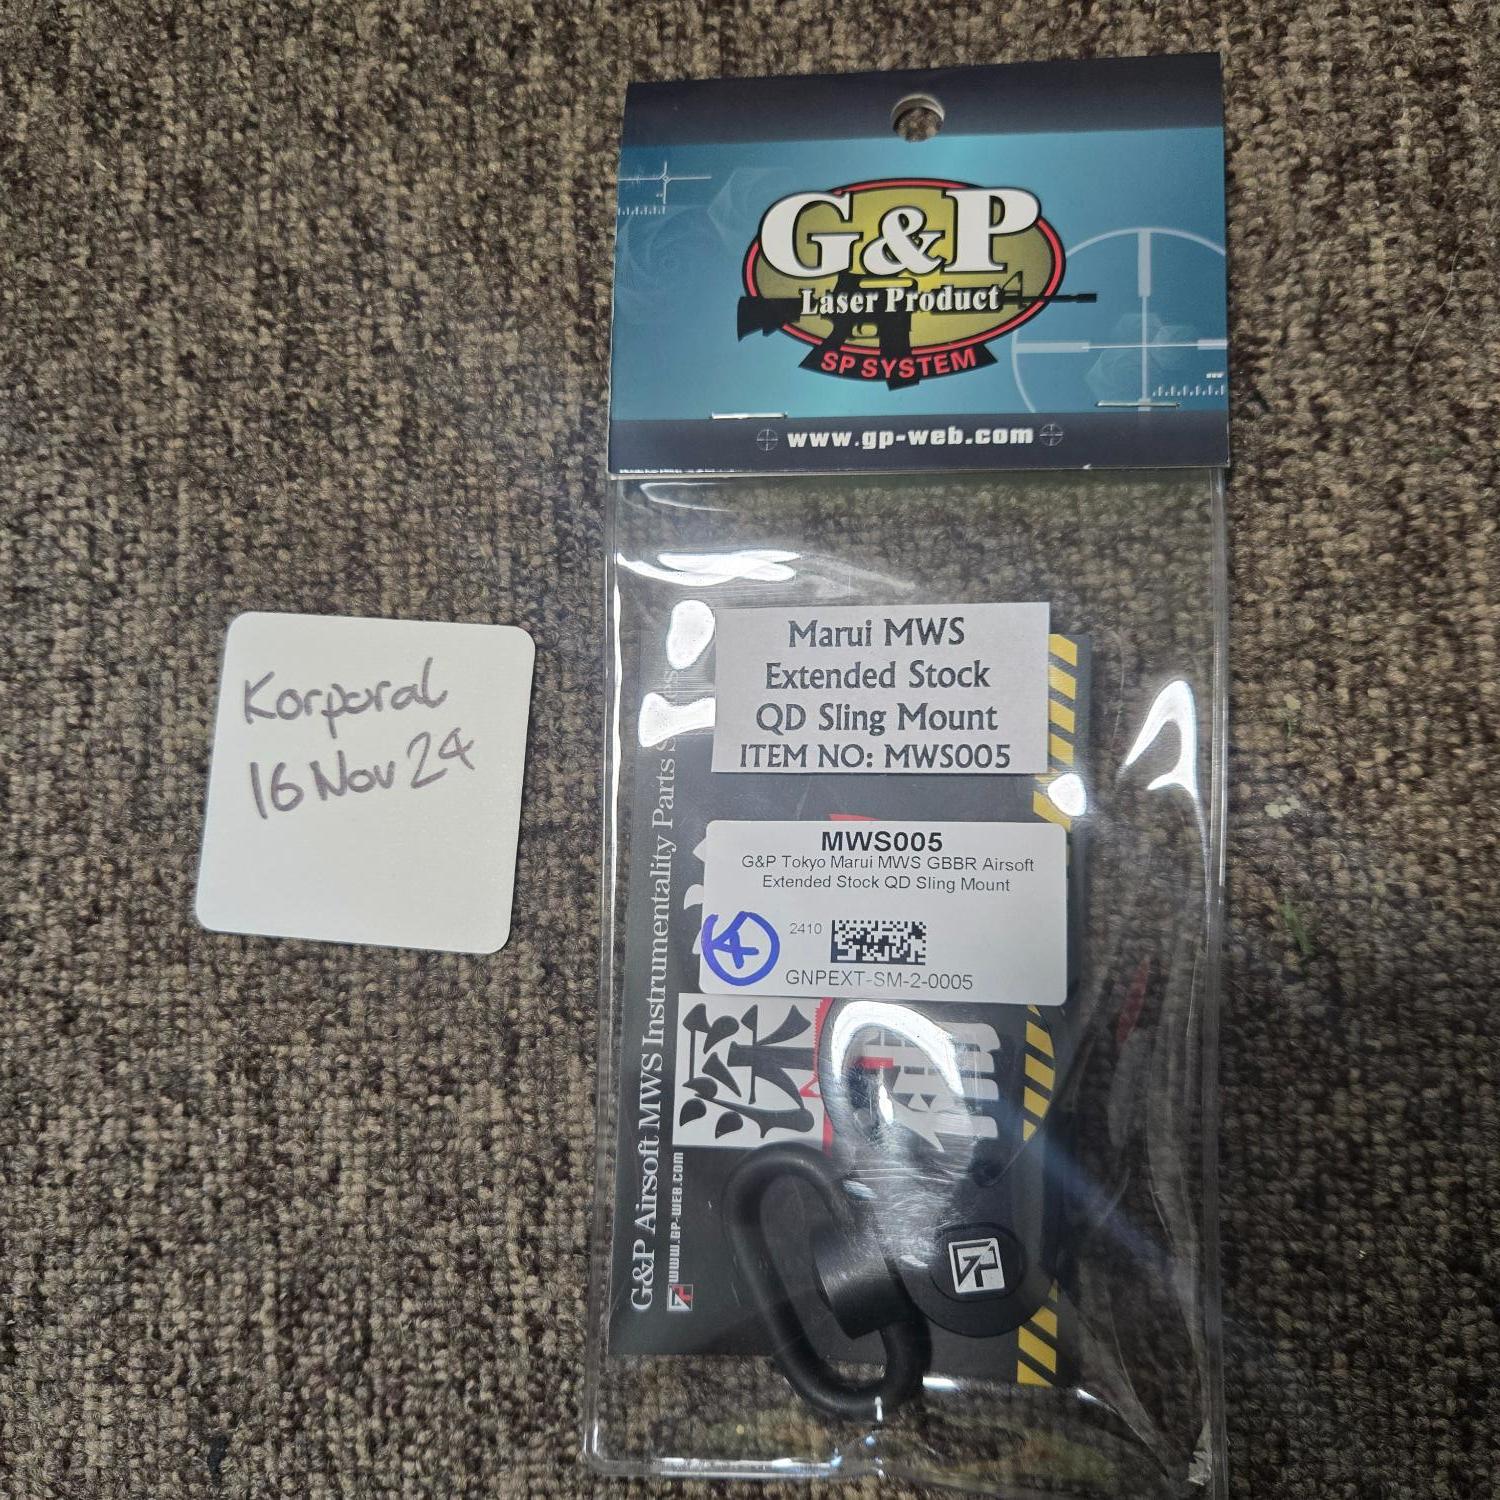 G&P
Laser Product
SP SYSTEM
www.gp-web.com
Korporal
16 Nov 24
Marui MWS
Extended Stock
QD Sling Mount
ITEM NO: MWS005
MWS005
G&P Tokyo Marui MWS GBBR Airsoft
Extended Stock QD Sling Mount
2410
GNPEXT-SM-2-0005
G&P Airsoft MWS Instrumentality Parts
WWW.GP-WEB.COM